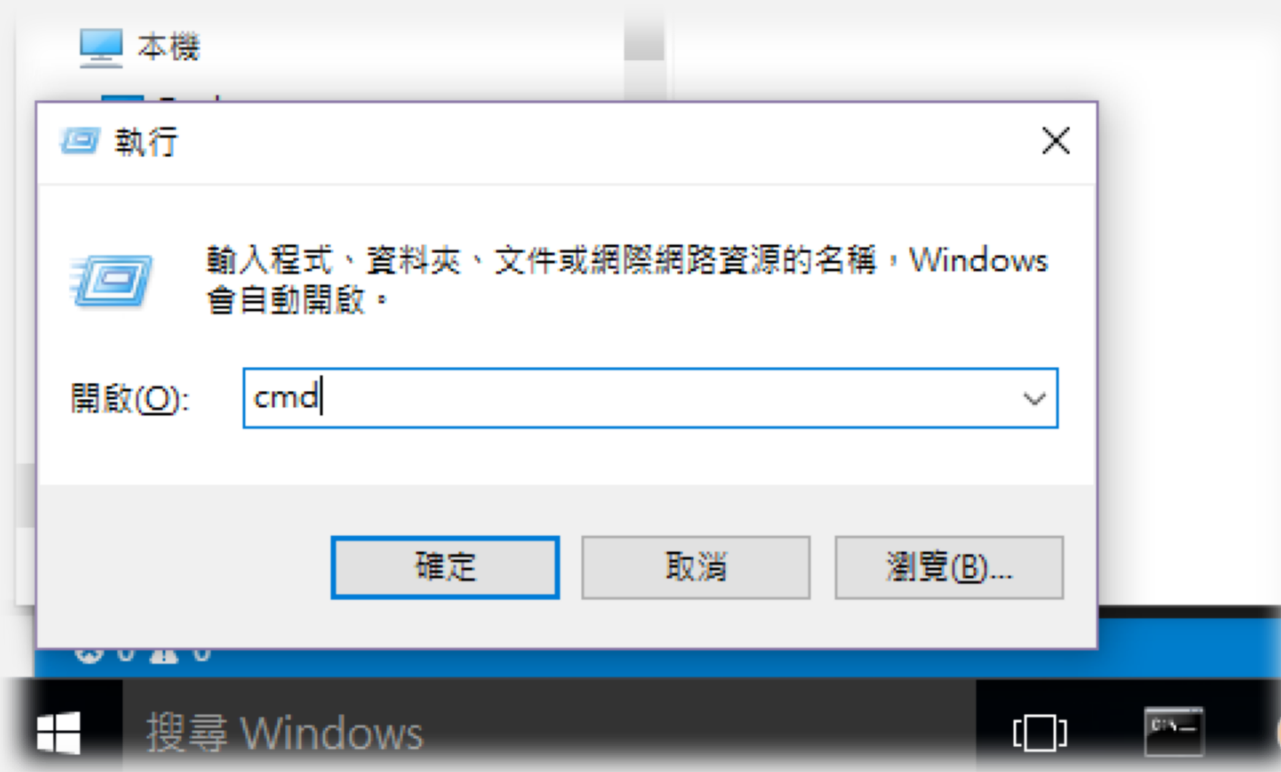 本機
執行
輸入程式、資料夾、文件或網際網路資源的名稱，Windows
會自動開啟。
開啟(O):
cmd
確定
取消
瀏覽(B)...
搜尋 Windows
C:\_